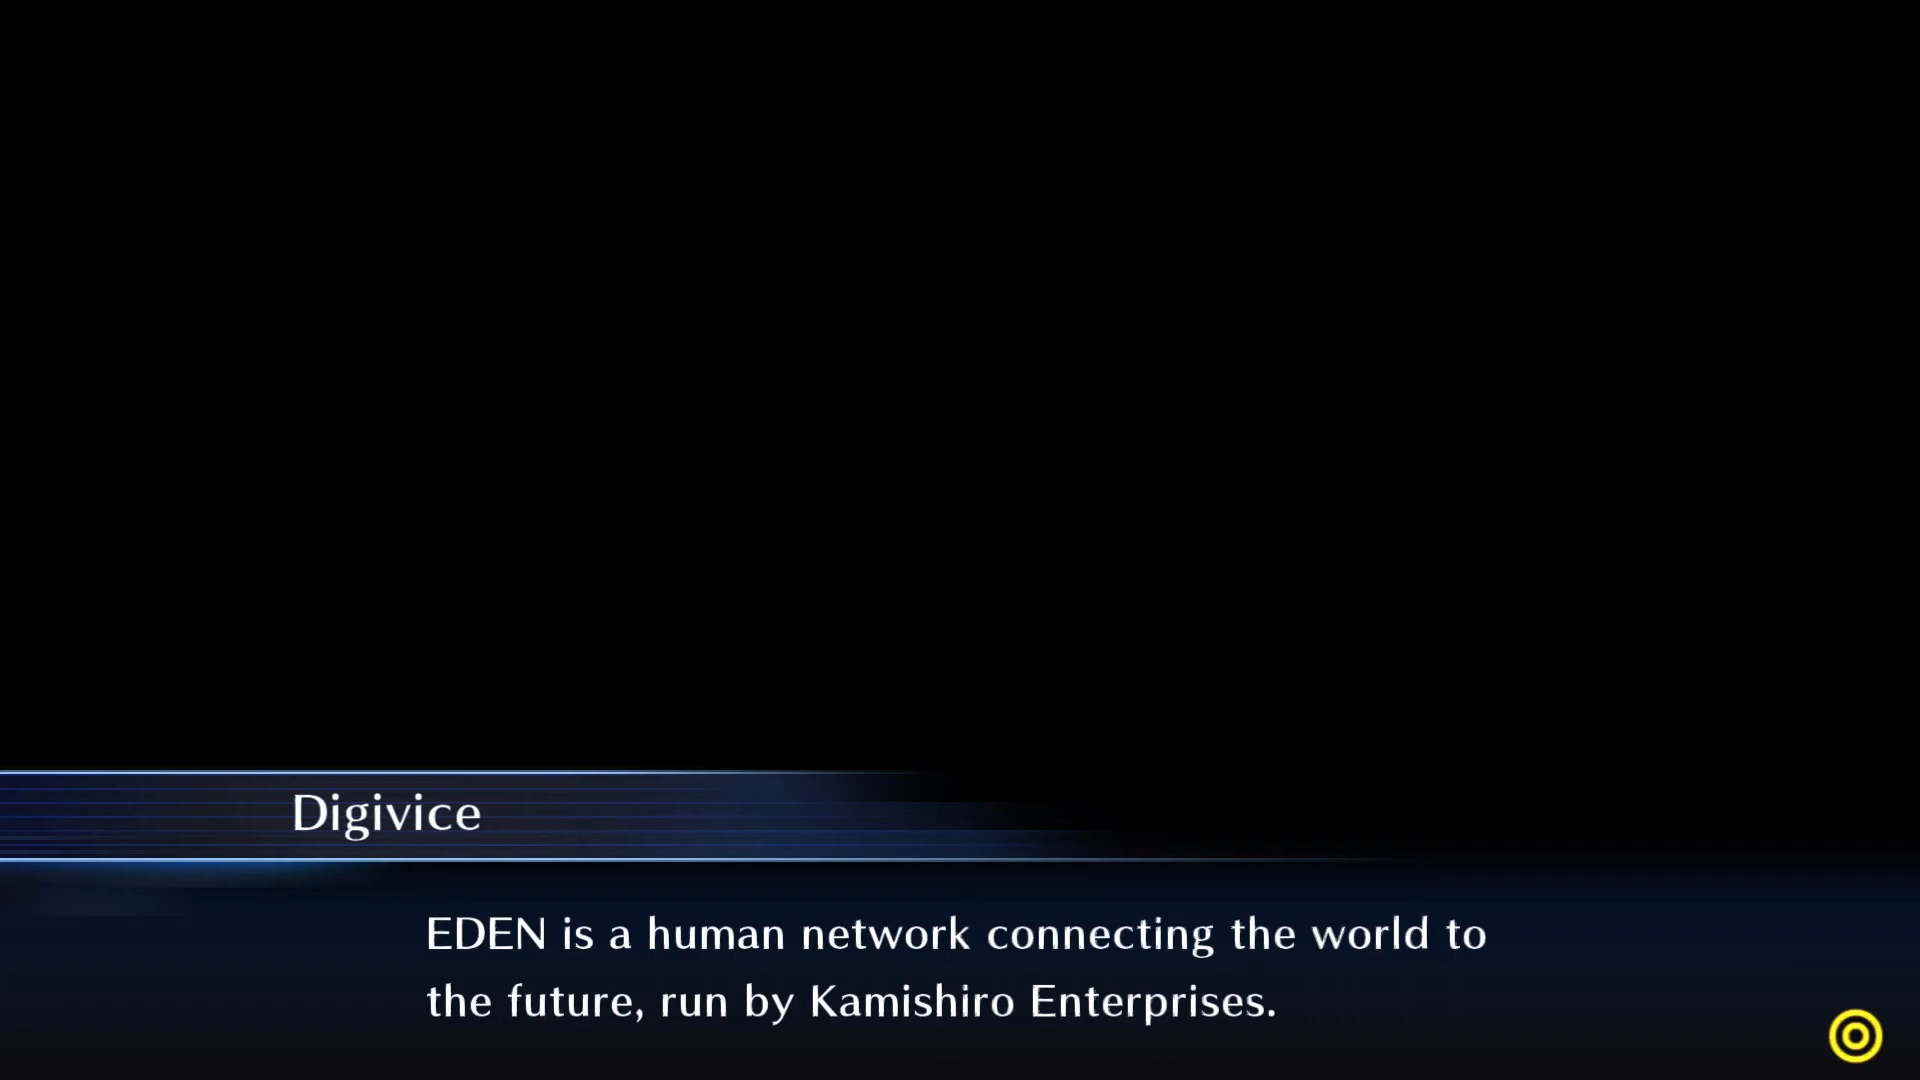 Digivice
EDEN is a human network connecting the world to
the future, run by Kamishiro Enterprises.